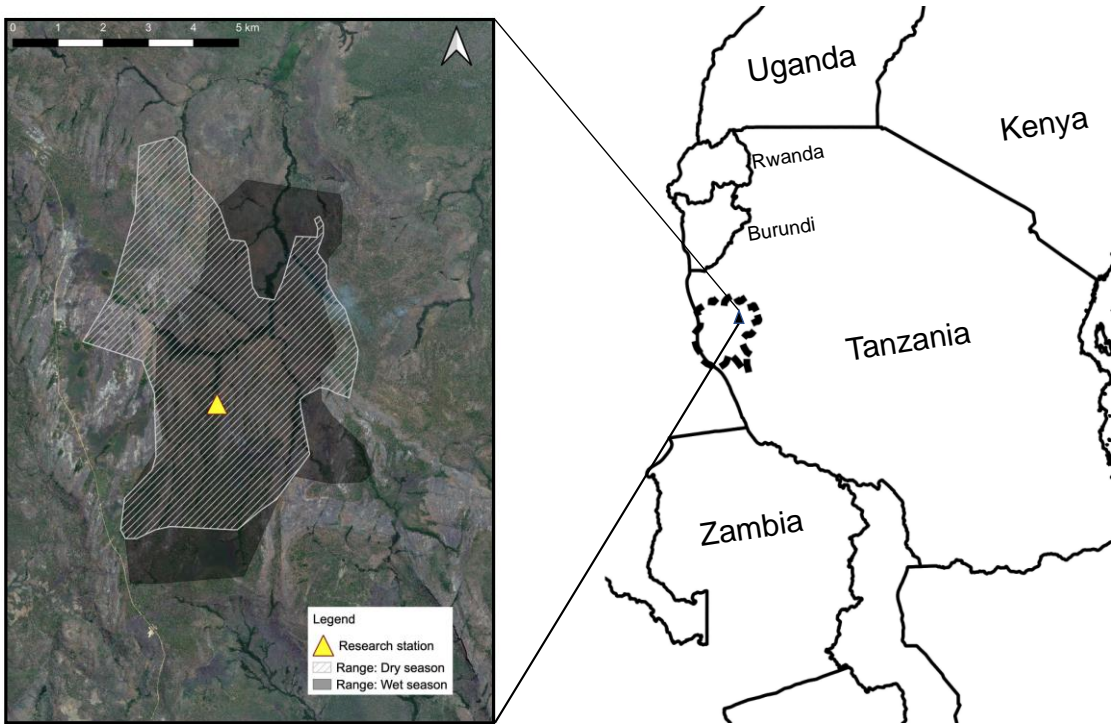 0 1 2 3 4 5 km
Legend
Research station
Range: Dry season
Range: Wet season
Uganda
Kenya
Rwanda
Burundi
Tanzania
Zambia